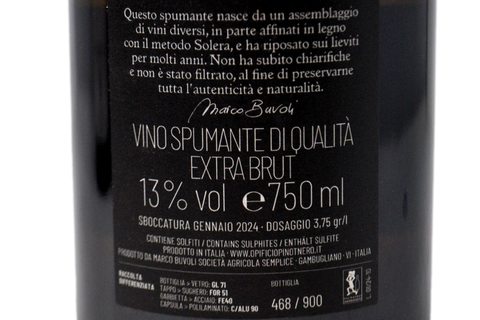 Questo spumante nasce da un assemblaggio
di vini diversi, in parte affinati in legno
con il metodo Solera, e ha riposato sui lieviti
per molti anni. Non ha subito chiarifiche
e non è stato filtrato, al fine di preservarne
tutta l'autenticità e naturalità.
Marco Buvoli
VINO SPUMANTE DI QUALITÀ
EXTRA BRUT
13% vol e 750 ml
SBOCCATURA GENNAIO 2024 - DOSAGGIO 3,75 gr/l
CONTIENE SOLFITI / CONTAINS SULPHITES / ENTHÄLT SULFITE
PRODOTTO IN ITALIA - WWW.OPIFICIOPINOTNERO.IT
PRODOTTO DA MARCO BUVOLI SOCIETÀ AGRICOLA SEMPLICE - GAMBUGLIANO - VI - ITALIA
RACCOLTA
DIFFERENZIATA
BOTTIGLIA > VETRO: GL 71
TAPPO > SUGHERO: FOR 51
GABBIETTA > ACCIAIO: FE40
CAPSULA > POLILAMINATO: C/ALU 90
BOTTIGLIA
468 / 900